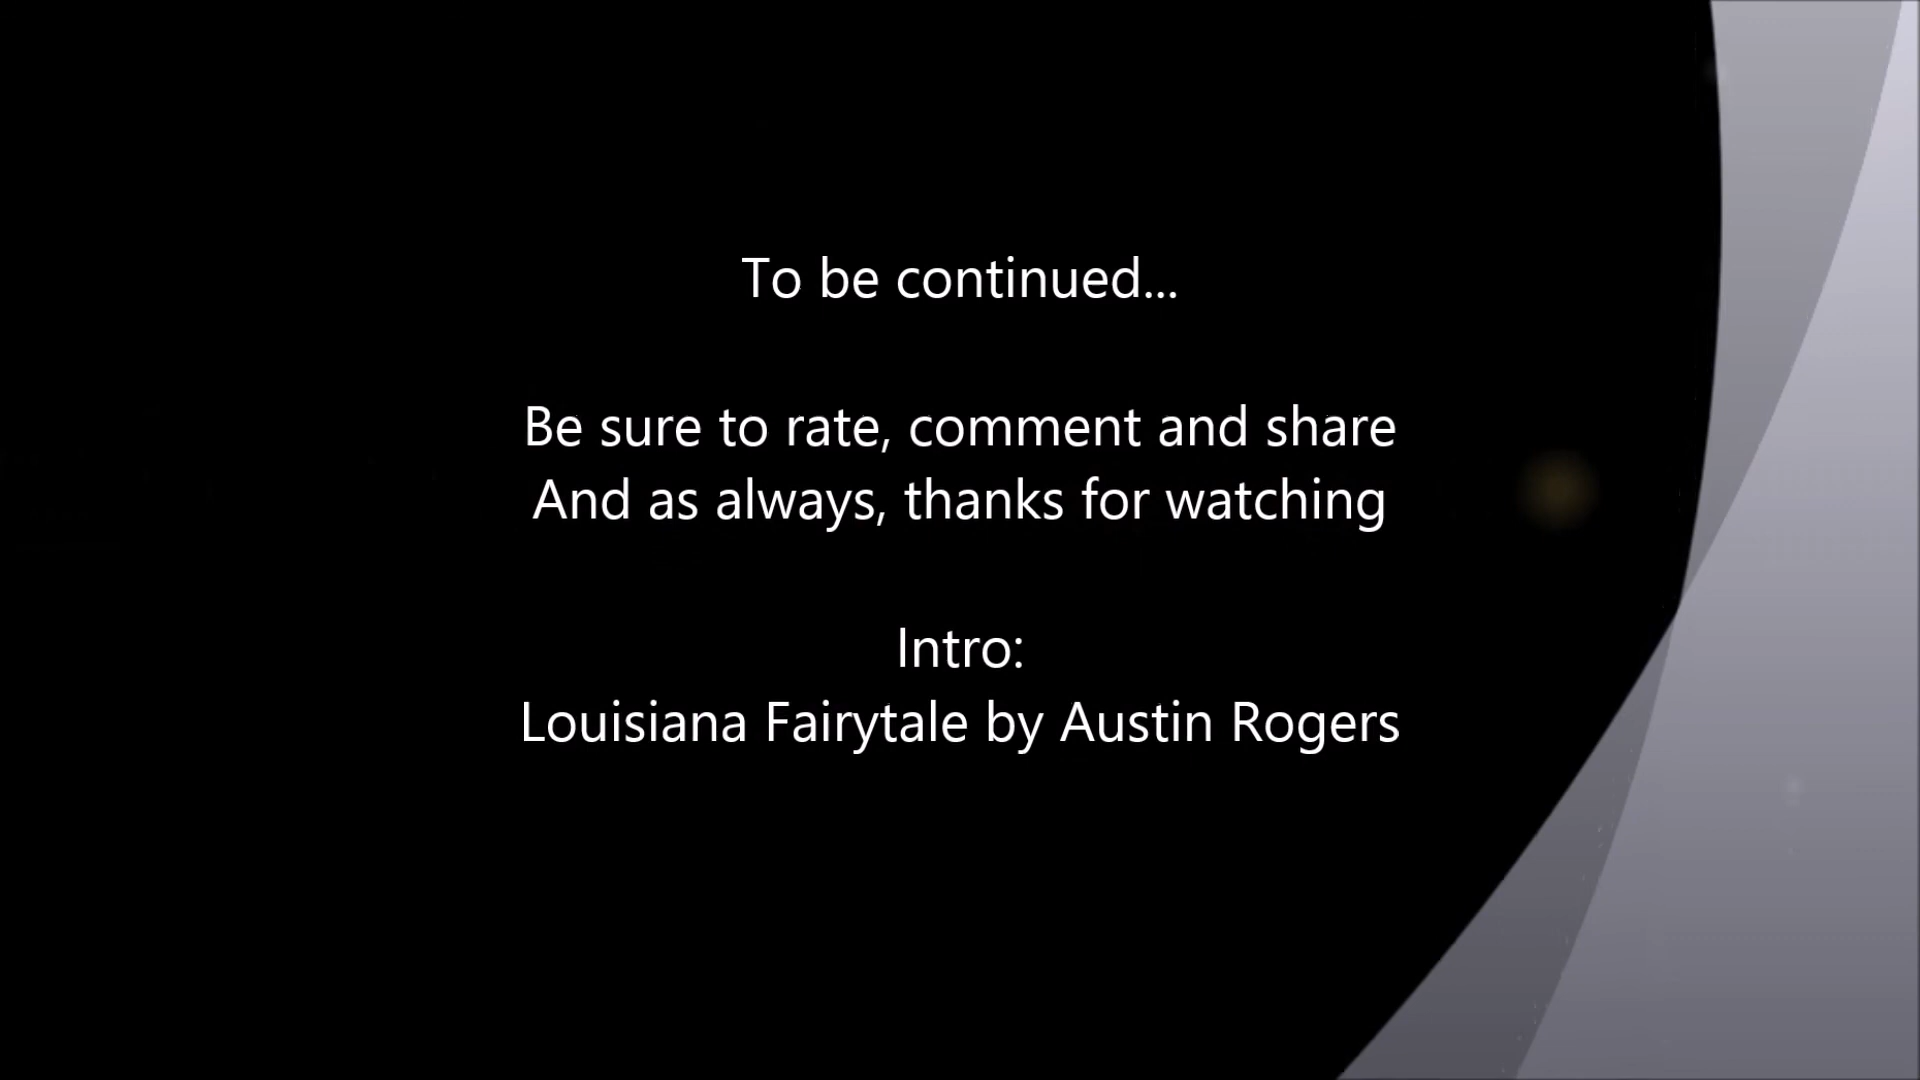 To be continued...
Be sure to rate, comment and share
And as always, thanks for watching
Intro:
Louisiana Fairytale by Austin Rogers